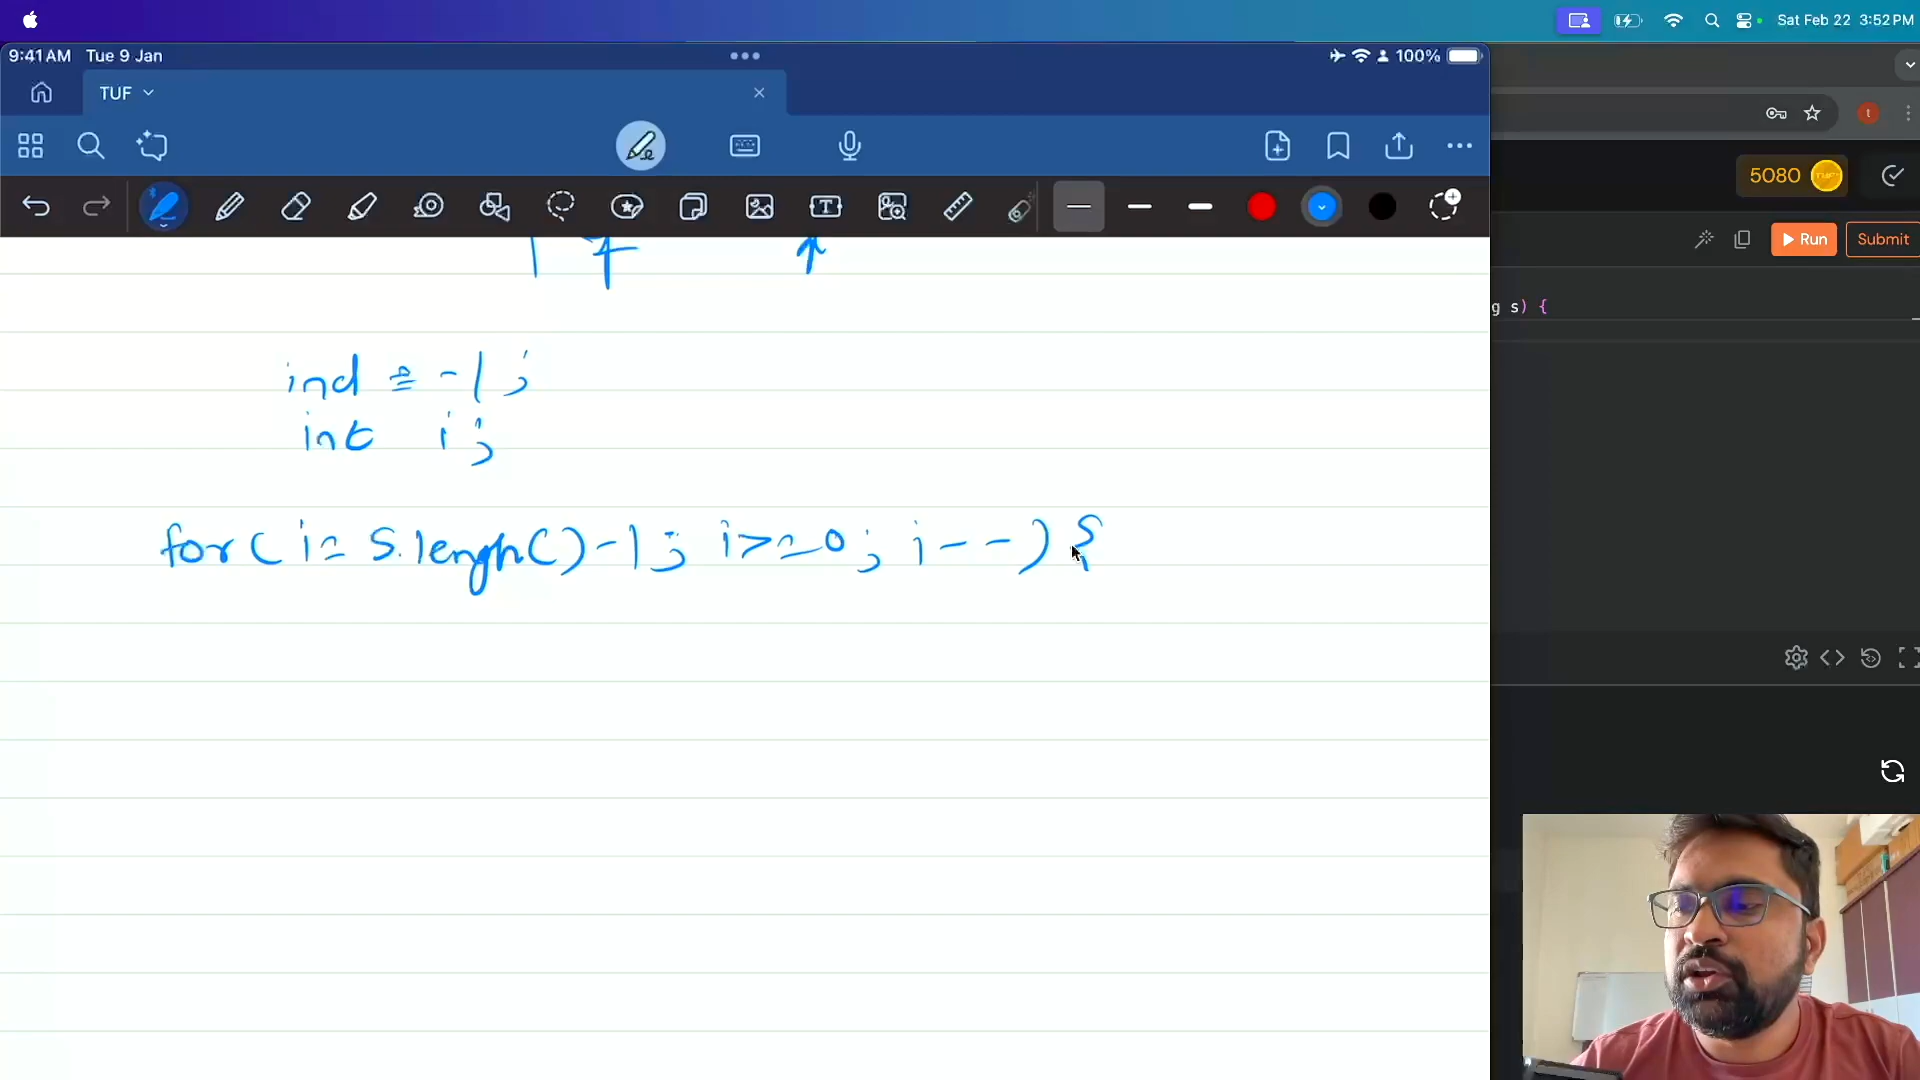 Sat Feb 22 3:52 PM
9:41 AM Tue 9 Jan
100%
TUF
5080
Run Submit
g s) {
ind = -1 ;
int i ;
for ( i = s.lengh() - 1 ; i >= 0 ; i - - ) {